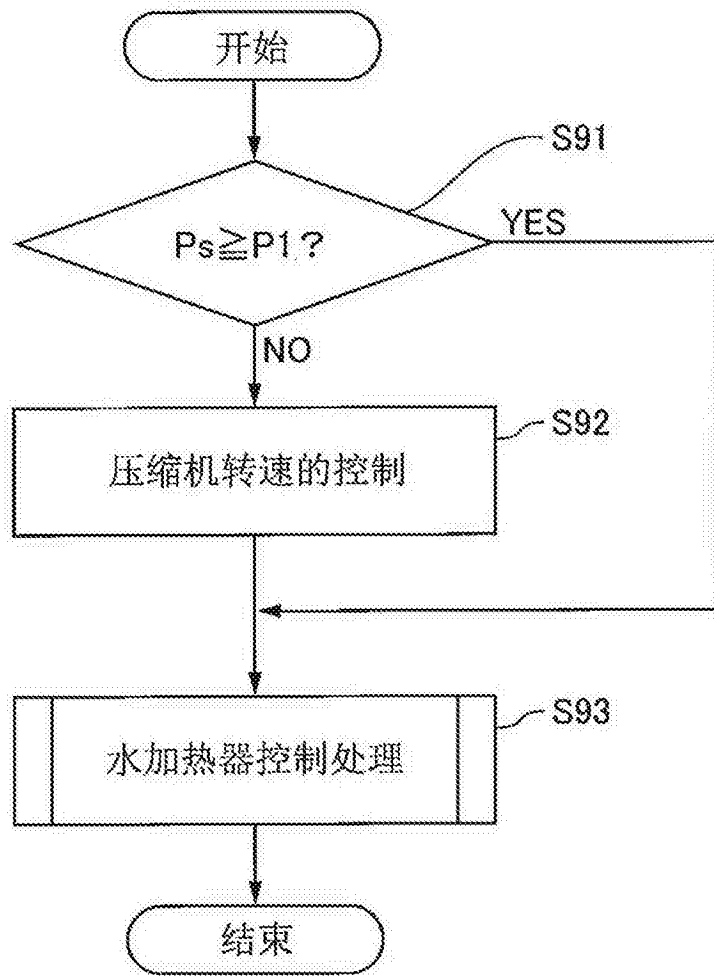 开始
S91
Ps≧P1?
YES
NO
S92
压缩机转速的控制
S93
水加热器控制处理
结束